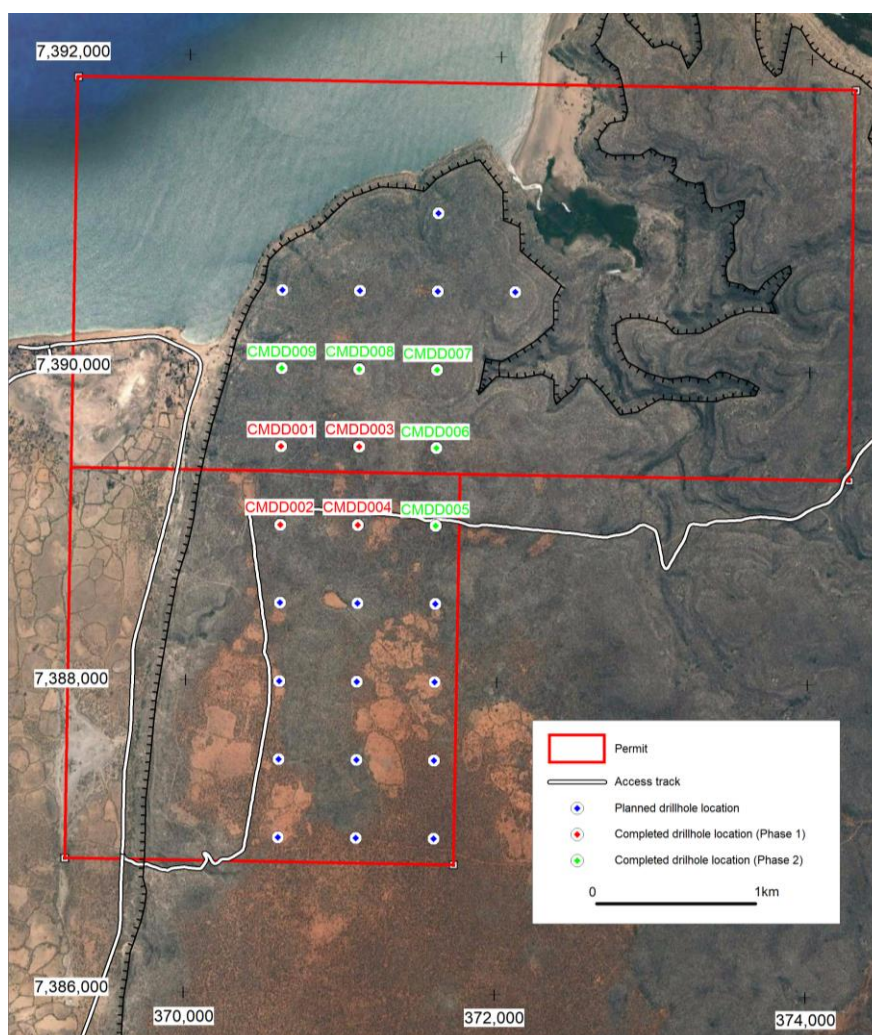 7,392,000
CMDD009 CMDD008 CMDD007
7,390,000
CMDD001 CMDD003 CMDD006
CMDD002 CMDD004 CMDD005
7,388,000
Permit
Access track
Planned drillhole location
Completed drillhole location (Phase 1)
Completed drilhole location (Phase 2)
0 1km
7,386,000
370,000 372,000 374,000